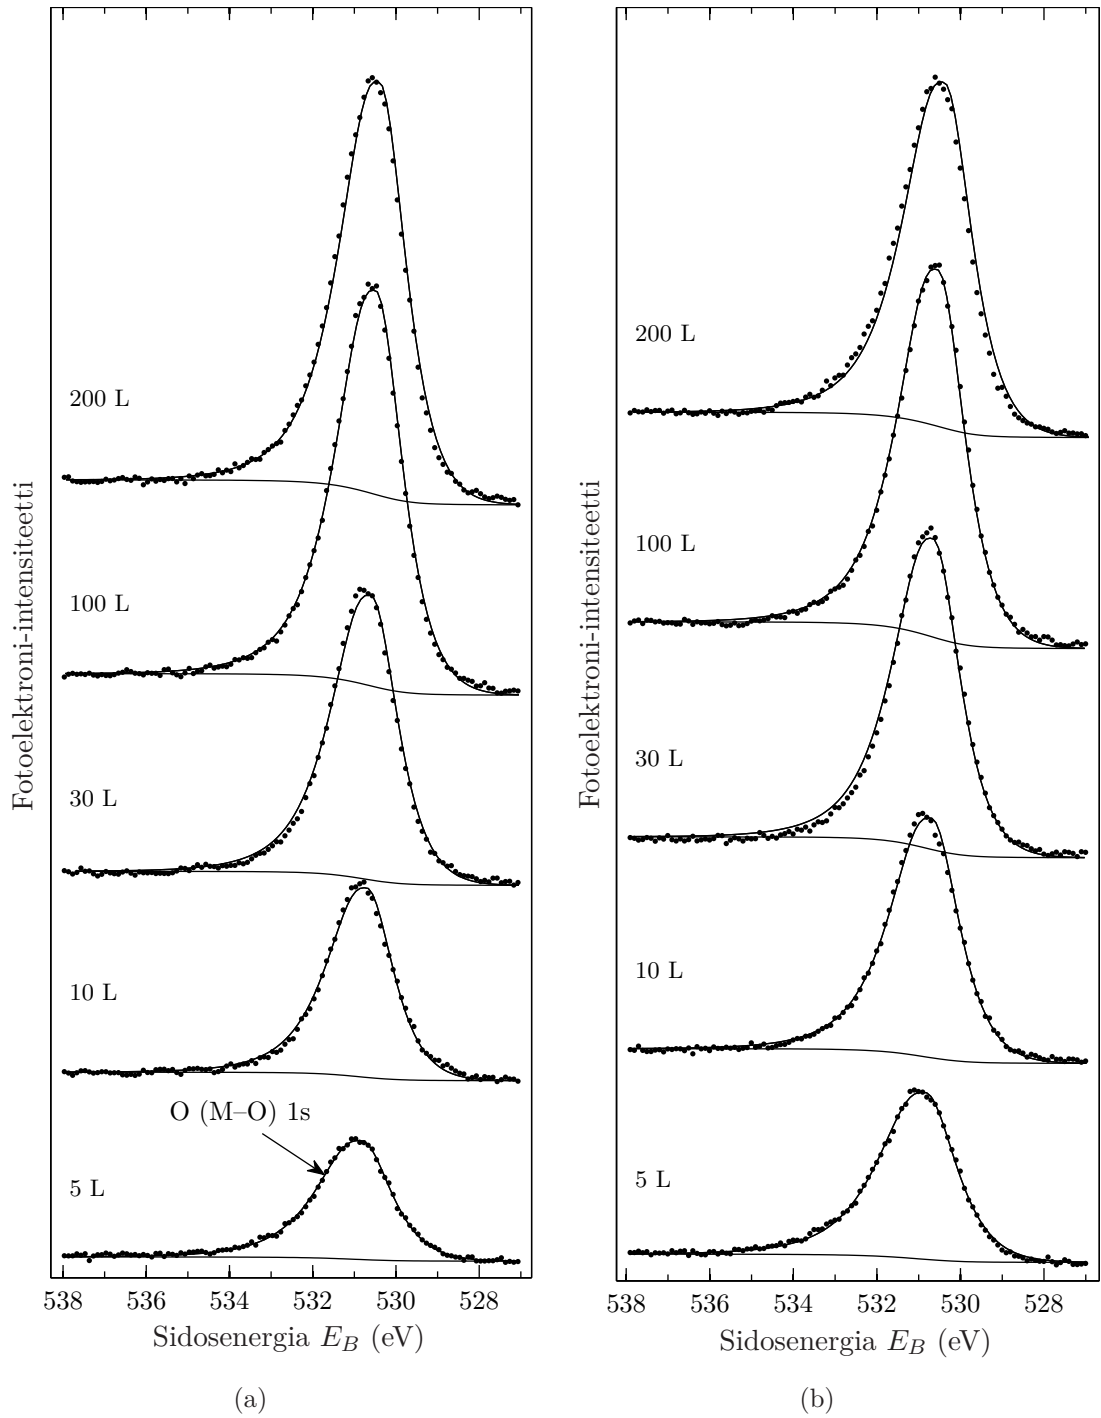 Fotoelektroni-intensiteetti
200 L
100 L
30 L
10 L
O (M–O) 1s
5 L
538 536 534 532 530 528
Sidosenergia E_B (eV)
(a)
Fotoelektroni-intensiteetti
200 L
100 L
30 L
10 L
5 L
538 536 534 532 530 528
Sidosenergia E_B (eV)
(b)